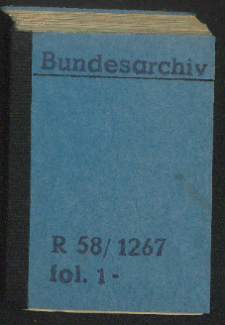 Bundesarchiv
R 58/1267
fol. 1-